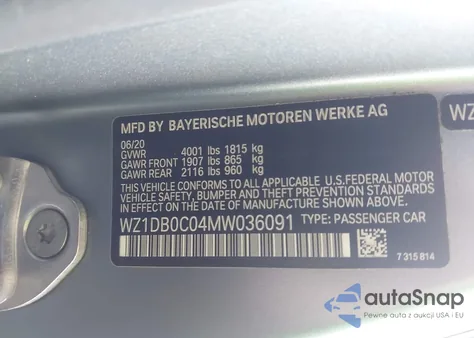 MFD BY BAYERISCHE MOTOREN WERKE AG
06/20
GVWR 4001 lbs 1815 kg
GAWR FRONT 1907 lbs 865 kg
GAWR REAR 2116 lbs 960 kg
THIS VEHICLE CONFORMS TO ALL APPLICABLE U.S.FEDERAL MOTOR
VEHICLE SAFETY, BUMPER, AND THEFT PREVENTION STANDARDS
IN EFFECT ON THE DATE OF MANUFACTURE SHOWN ABOVE.
WZ1DB0C04MW036091 TYPE: PASSENGER CAR
7 315 814
WZ
autoSnap
Pewne auta z aukcji USA i EU